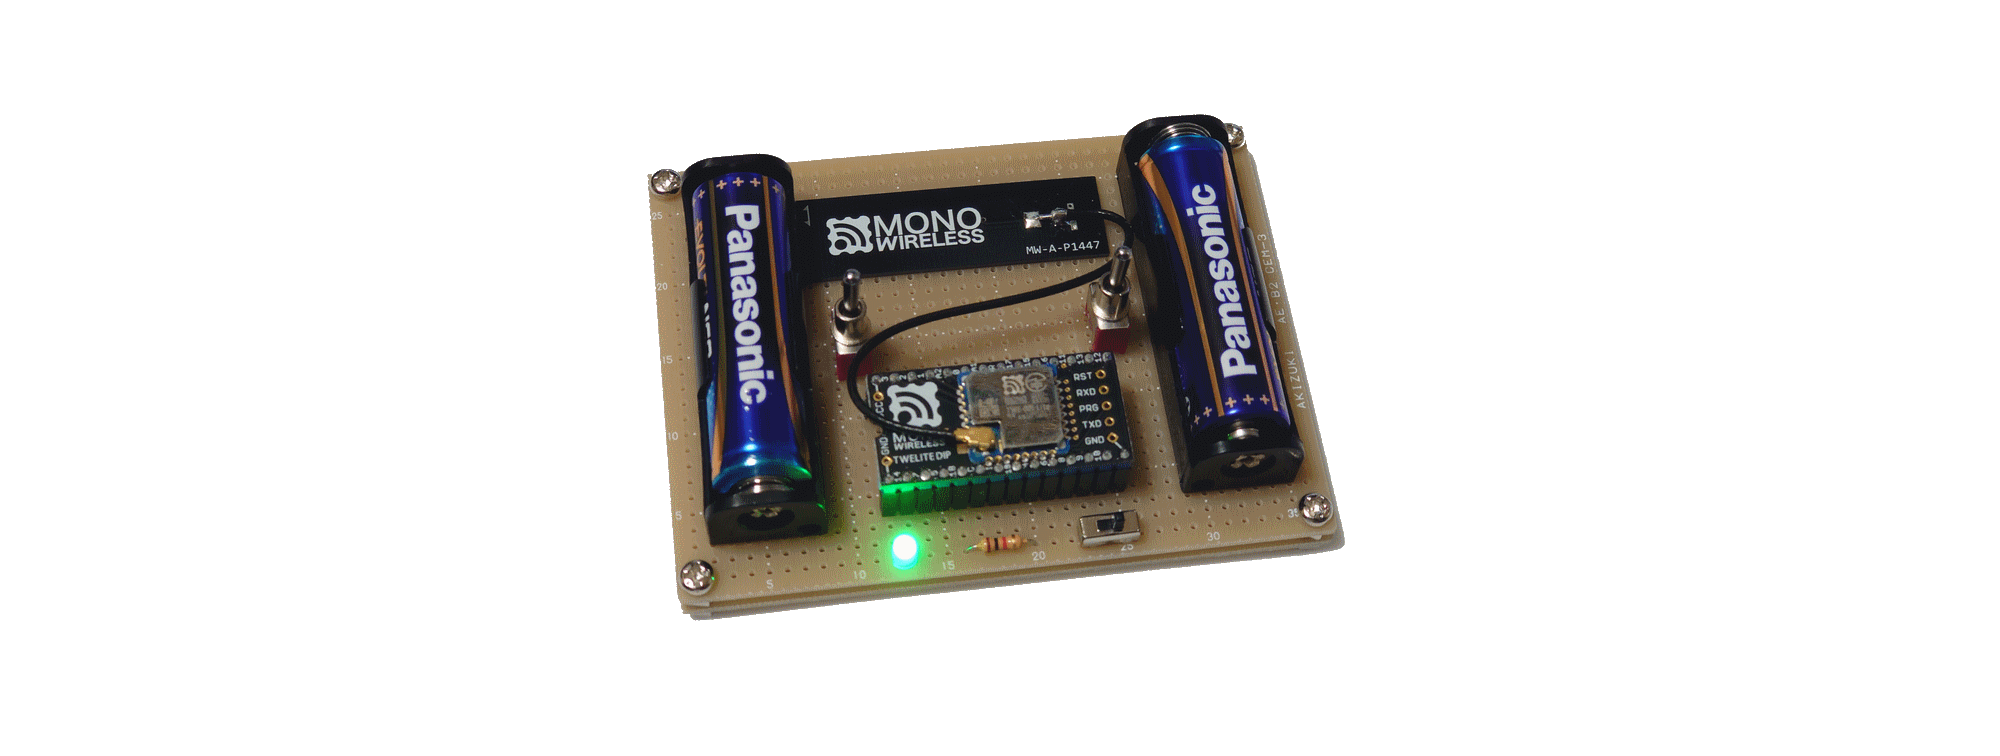 Panasonic
MONO
WIRELESS
MW-A-P1447
Panasonic
AKIZUKI AE-B2 CEM-3
RST
RXD
PRG
TXD
GND
GND
WIRELESS
TWELITE DIP
25
20
15
10
5
5
10
15
20
25
30
35